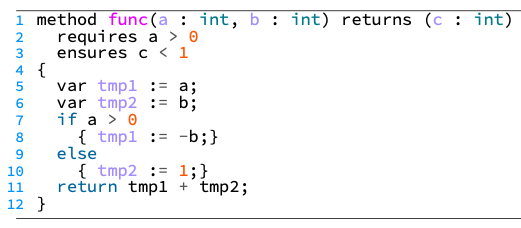 1 method func(a : int, b : int) returns (c : int)
2   requires a > 0
3   ensures c < 1
4 {
5   var tmp1 := a;
6   var tmp2 := b;
7   if a > 0
8     { tmp1 := -b;}
9   else
10     { tmp2 := 1;}
11   return tmp1 + tmp2;
12 }